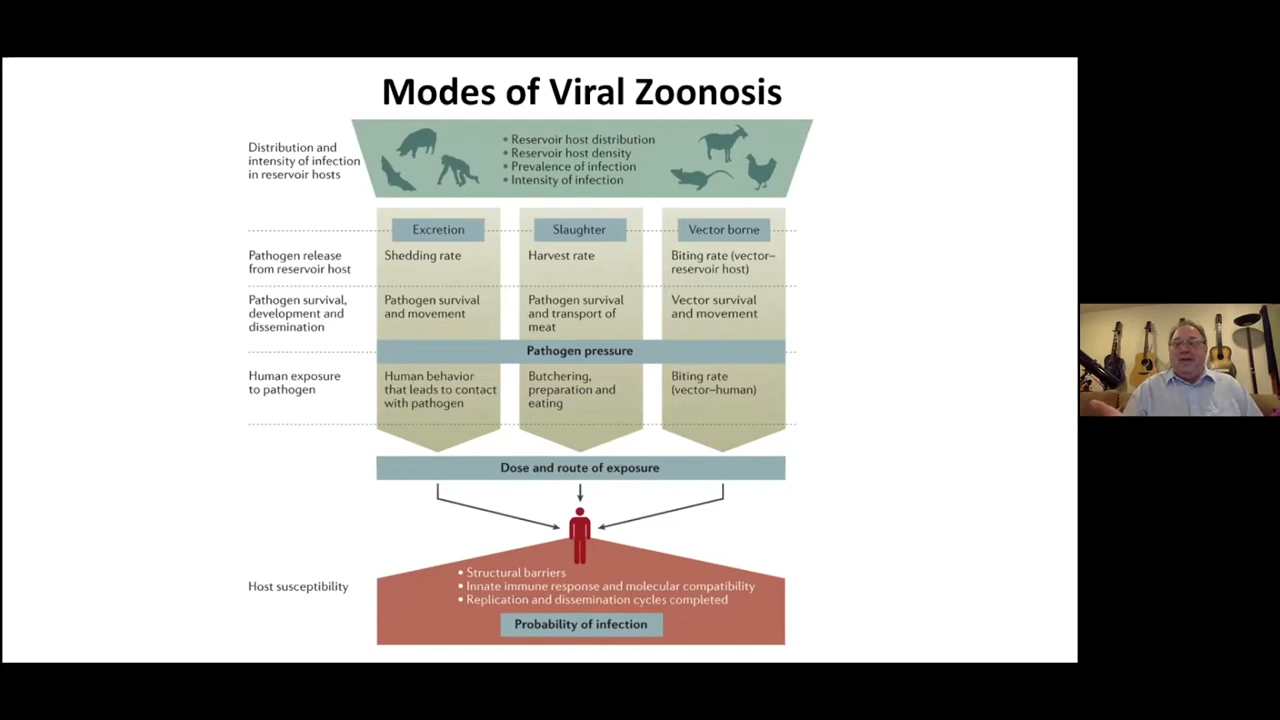 Modes of Viral Zoonosis
Distribution and
intensity of infection
in reservoir hosts
• Reservoir host distribution
• Reservoir host density
• Prevalence of infection
• Intensity of infection
Excretion
Slaughter
Vector borne
Pathogen release
from reservoir host
Shedding rate
Harvest rate
Biting rate (vector–
reservoir host)
Pathogen survival,
development and
dissemination
Pathogen survival
and movement
Pathogen survival
and transport of
meat
Vector survival
and movement
Pathogen pressure
Human exposure
to pathogen
Human behavior
that leads to contact
with pathogen
Butchering,
preparation and
eating
Biting rate
(vector–human)
Dose and route of exposure
Host susceptibility
• Structural barriers
• Innate immune response and molecular compatibility
• Replication and dissemination cycles completed
Probability of infection